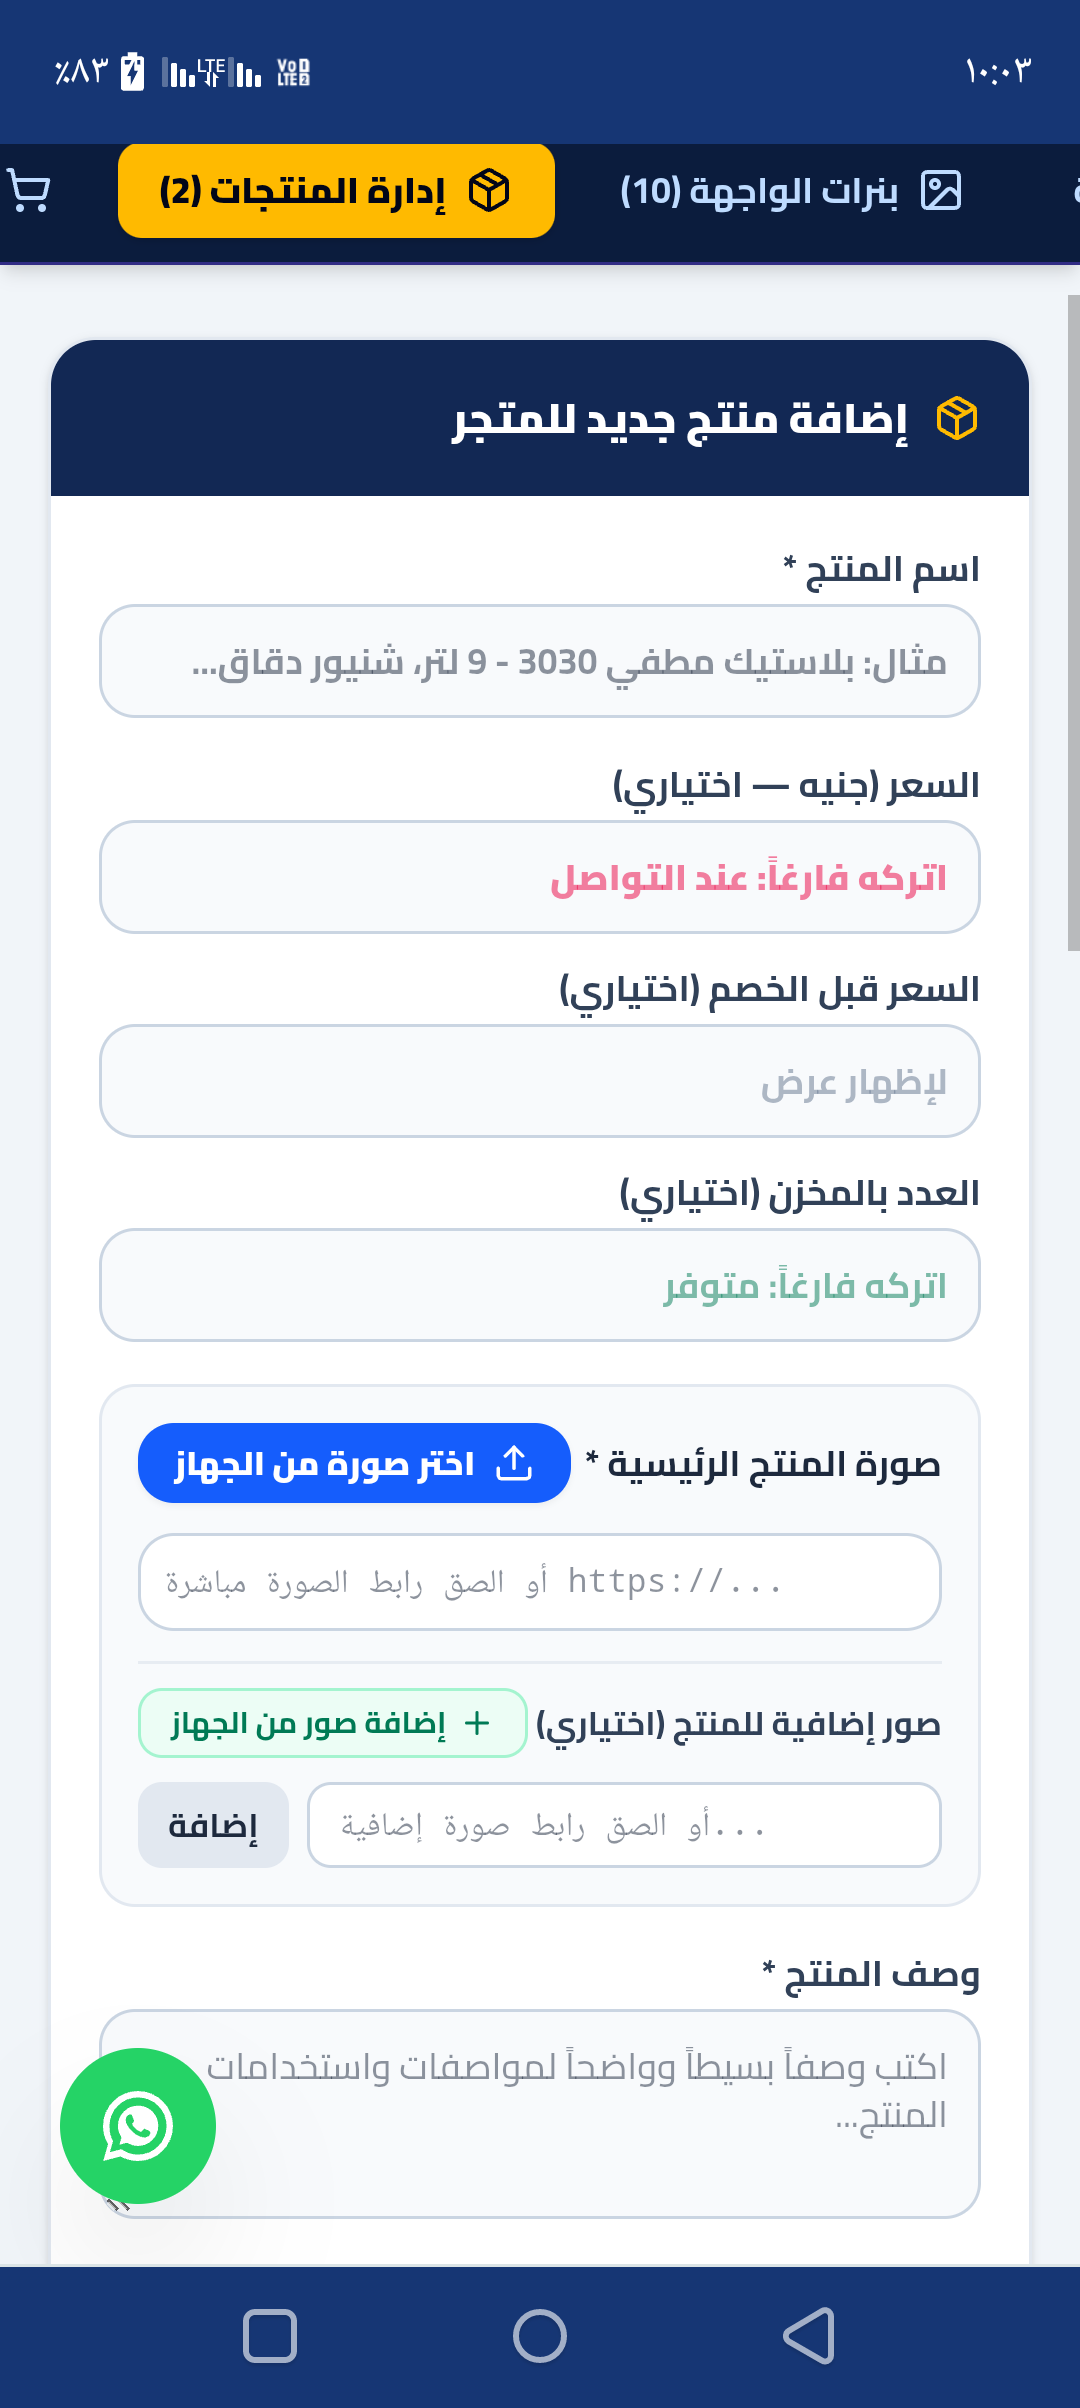 ١٠:٠٣
VoD LTE 2 LTE ٪٨٣
بنرات الواجهة (10)
إدارة المنتجات (2)
إضافة منتج جديد للمتجر
اسم المنتج *
مثال: بلاستيك مطفي 3030 - 9 لتر، شنيور دقاق...
السعر (جنيه — اختياري)
اتركه فارغاً: عند التواصل
السعر قبل الخصم (اختياري)
لإظهار عرض
العدد بالمخزن (اختياري)
اتركه فارغاً: متوفر
صورة المنتج الرئيسية *
اختر صورة من الجهاز
أو الصق رابط الصورة مباشرة https://...
صور إضافية للمنتج (اختياري)
إضافة صور من الجهاز
أو الصق رابط صورة إضافية...
إضافة
وصف المنتج *
اكتب وصفاً بسيطاً وواضحاً لمواصفات واستخدامات
المنتج...